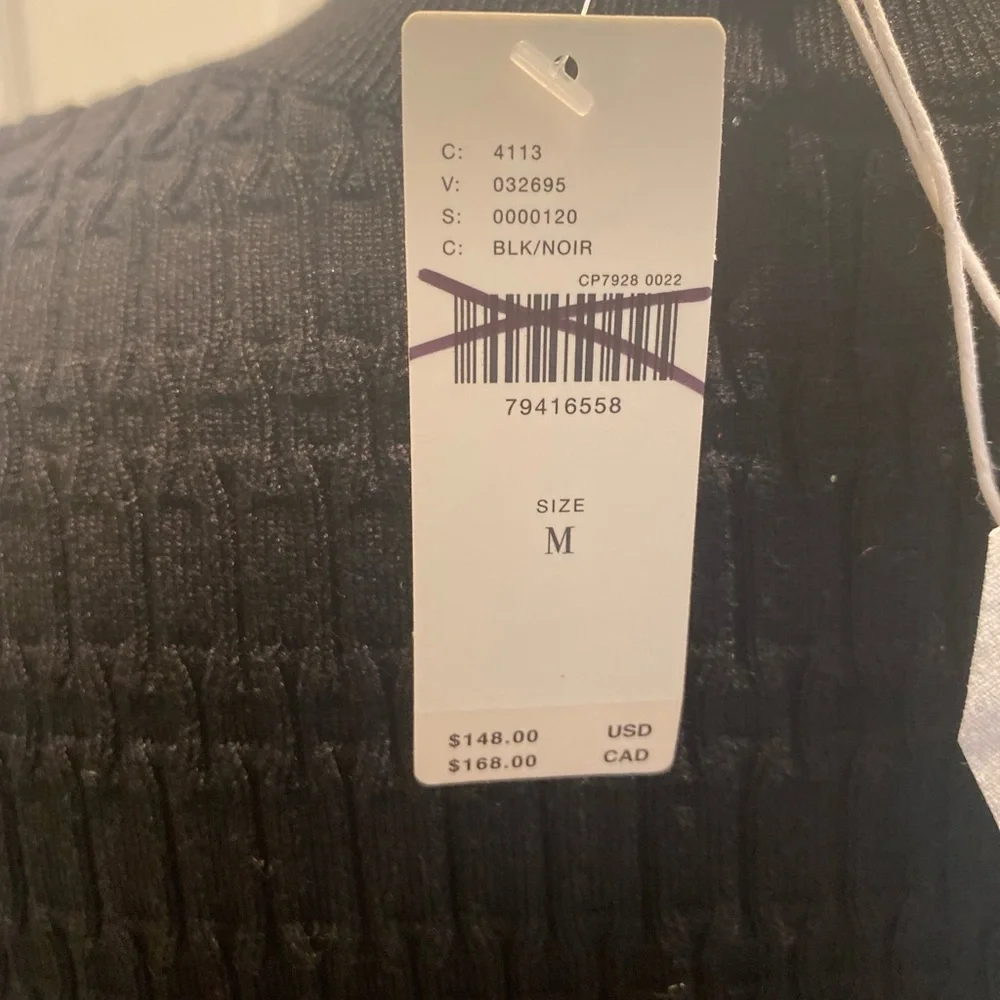 C: 4113
V: 032695
S: 0000120
C: BLK/NOIR
CP7928 0022
79416558
SIZE
M
$148.00 USD
$168.00 CAD